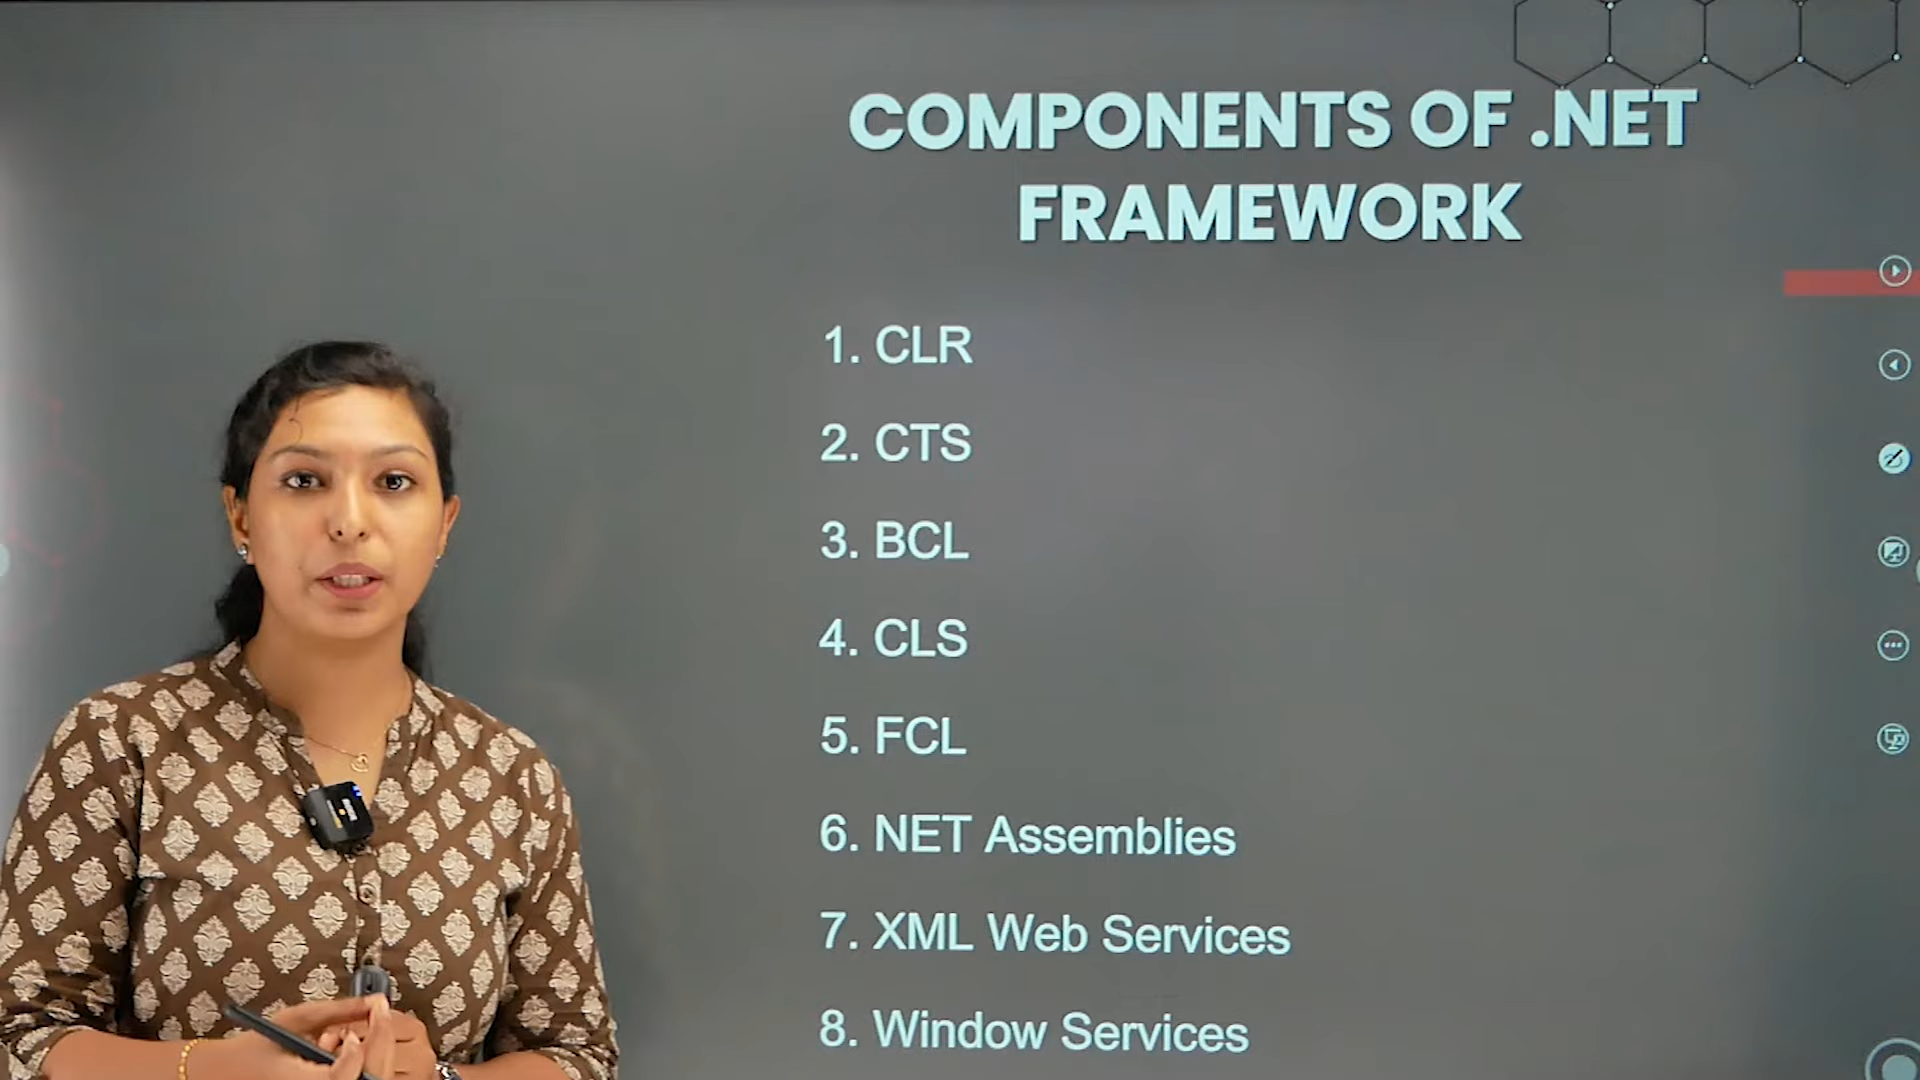 COMPONENTS OF .NET
FRAMEWORK
1. CLR
2. CTS
3. BCL
4. CLS
5. FCL
6. NET Assemblies
7. XML Web Services
8. Window Services